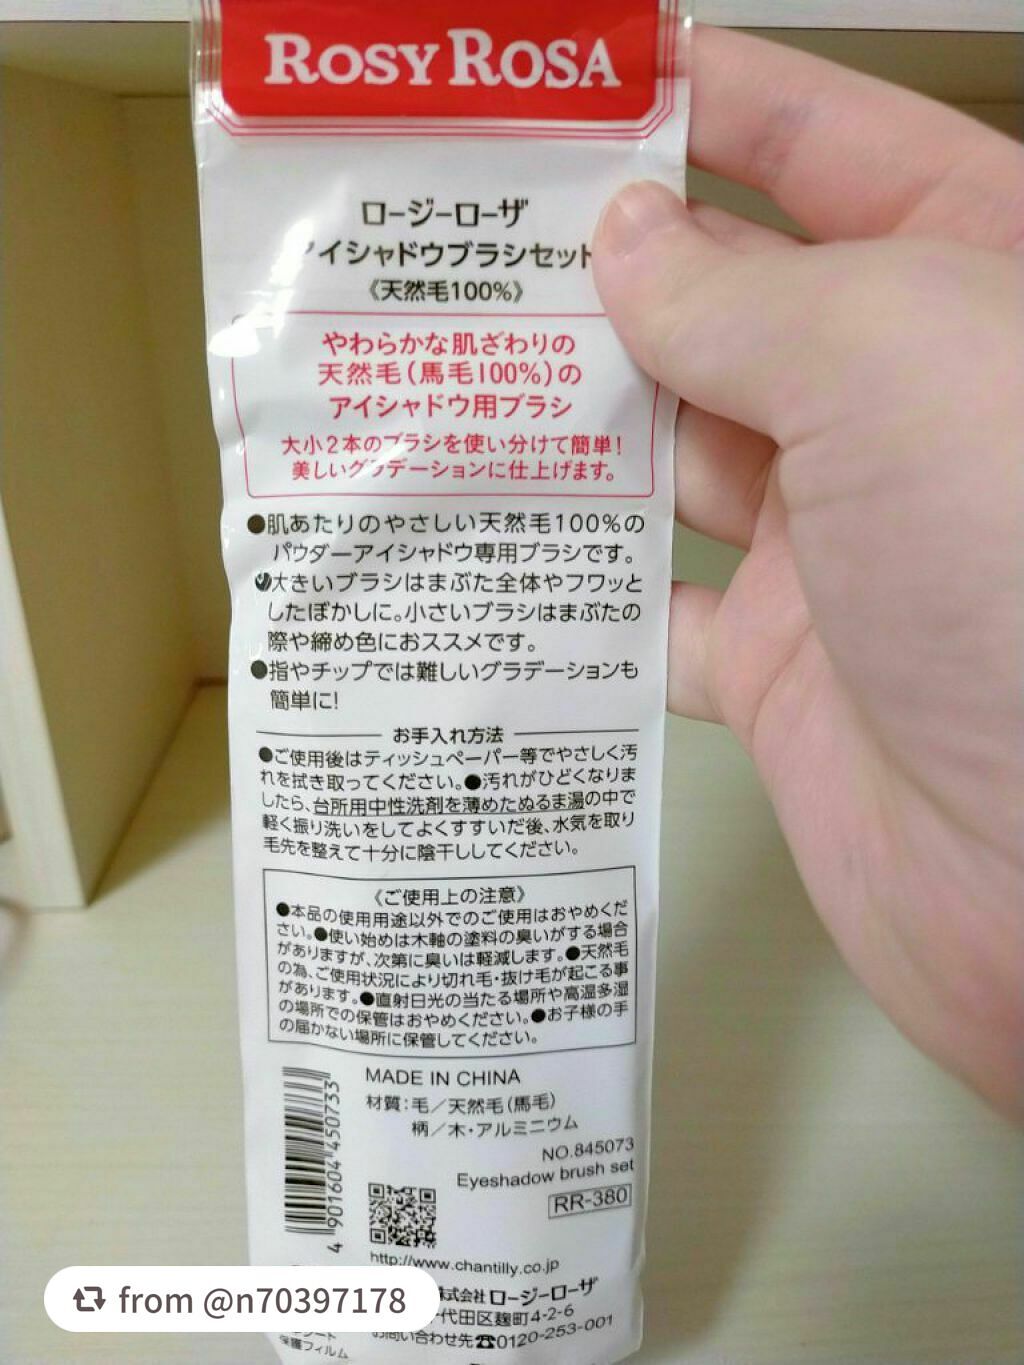 ROSY ROSA
ロージーローザ
アイシャドウブラシセット
《天然毛100%》
やわらかな肌ざわりの
天然毛(馬毛100%)の
アイシャドウ用ブラシ
大小2本のブラシを使い分けて簡単!
美しいグラデーションに仕上げます。
●肌あたりのやさしい天然毛100%の
パウダーアイシャドウ専用ブラシです。
●大きいブラシはまぶた全体やフワッと
したぼかしに。小さいブラシはまぶたの
際や締め色におススメです。
●指やチップでは難しいグラデーションも
簡単に!
お手入れ方法
●ご使用後はティッシュペーパー等でやさしく汚
れを拭き取ってください。●汚れがひどくなりま
したら、台所用中性洗剤を薄めたぬるま湯の中で
軽く振り洗いをしてよくすすいだ後、水気を取り
毛先を整えて十分に陰干ししてください。
《ご使用上の注意》
●本品の使用用途以外でのご使用はおやめくだ
さい。●使い始めは木軸の塗料の臭いがする場合
がありますが、次第に臭いは軽減します。●天然毛
の為、ご使用状況により切れ毛・抜け毛が起こる事
があります。●直射日光の当たる場所や高温多湿
の場所での保管はおやめください。●お子様の手
の届かない場所に保管してください。
MADE IN CHINA
材質:毛/天然毛(馬毛)
柄/木・アルミニウム
NO.845073
Eyeshadow brush set
RR-380
4 901604 450733
http://www.chantilly.co.jp
株式会社 ロージーローザ
代田区麹町4-2-6
お問い合わせ先☎0120-253-001
保護フィルム
from @n70397178